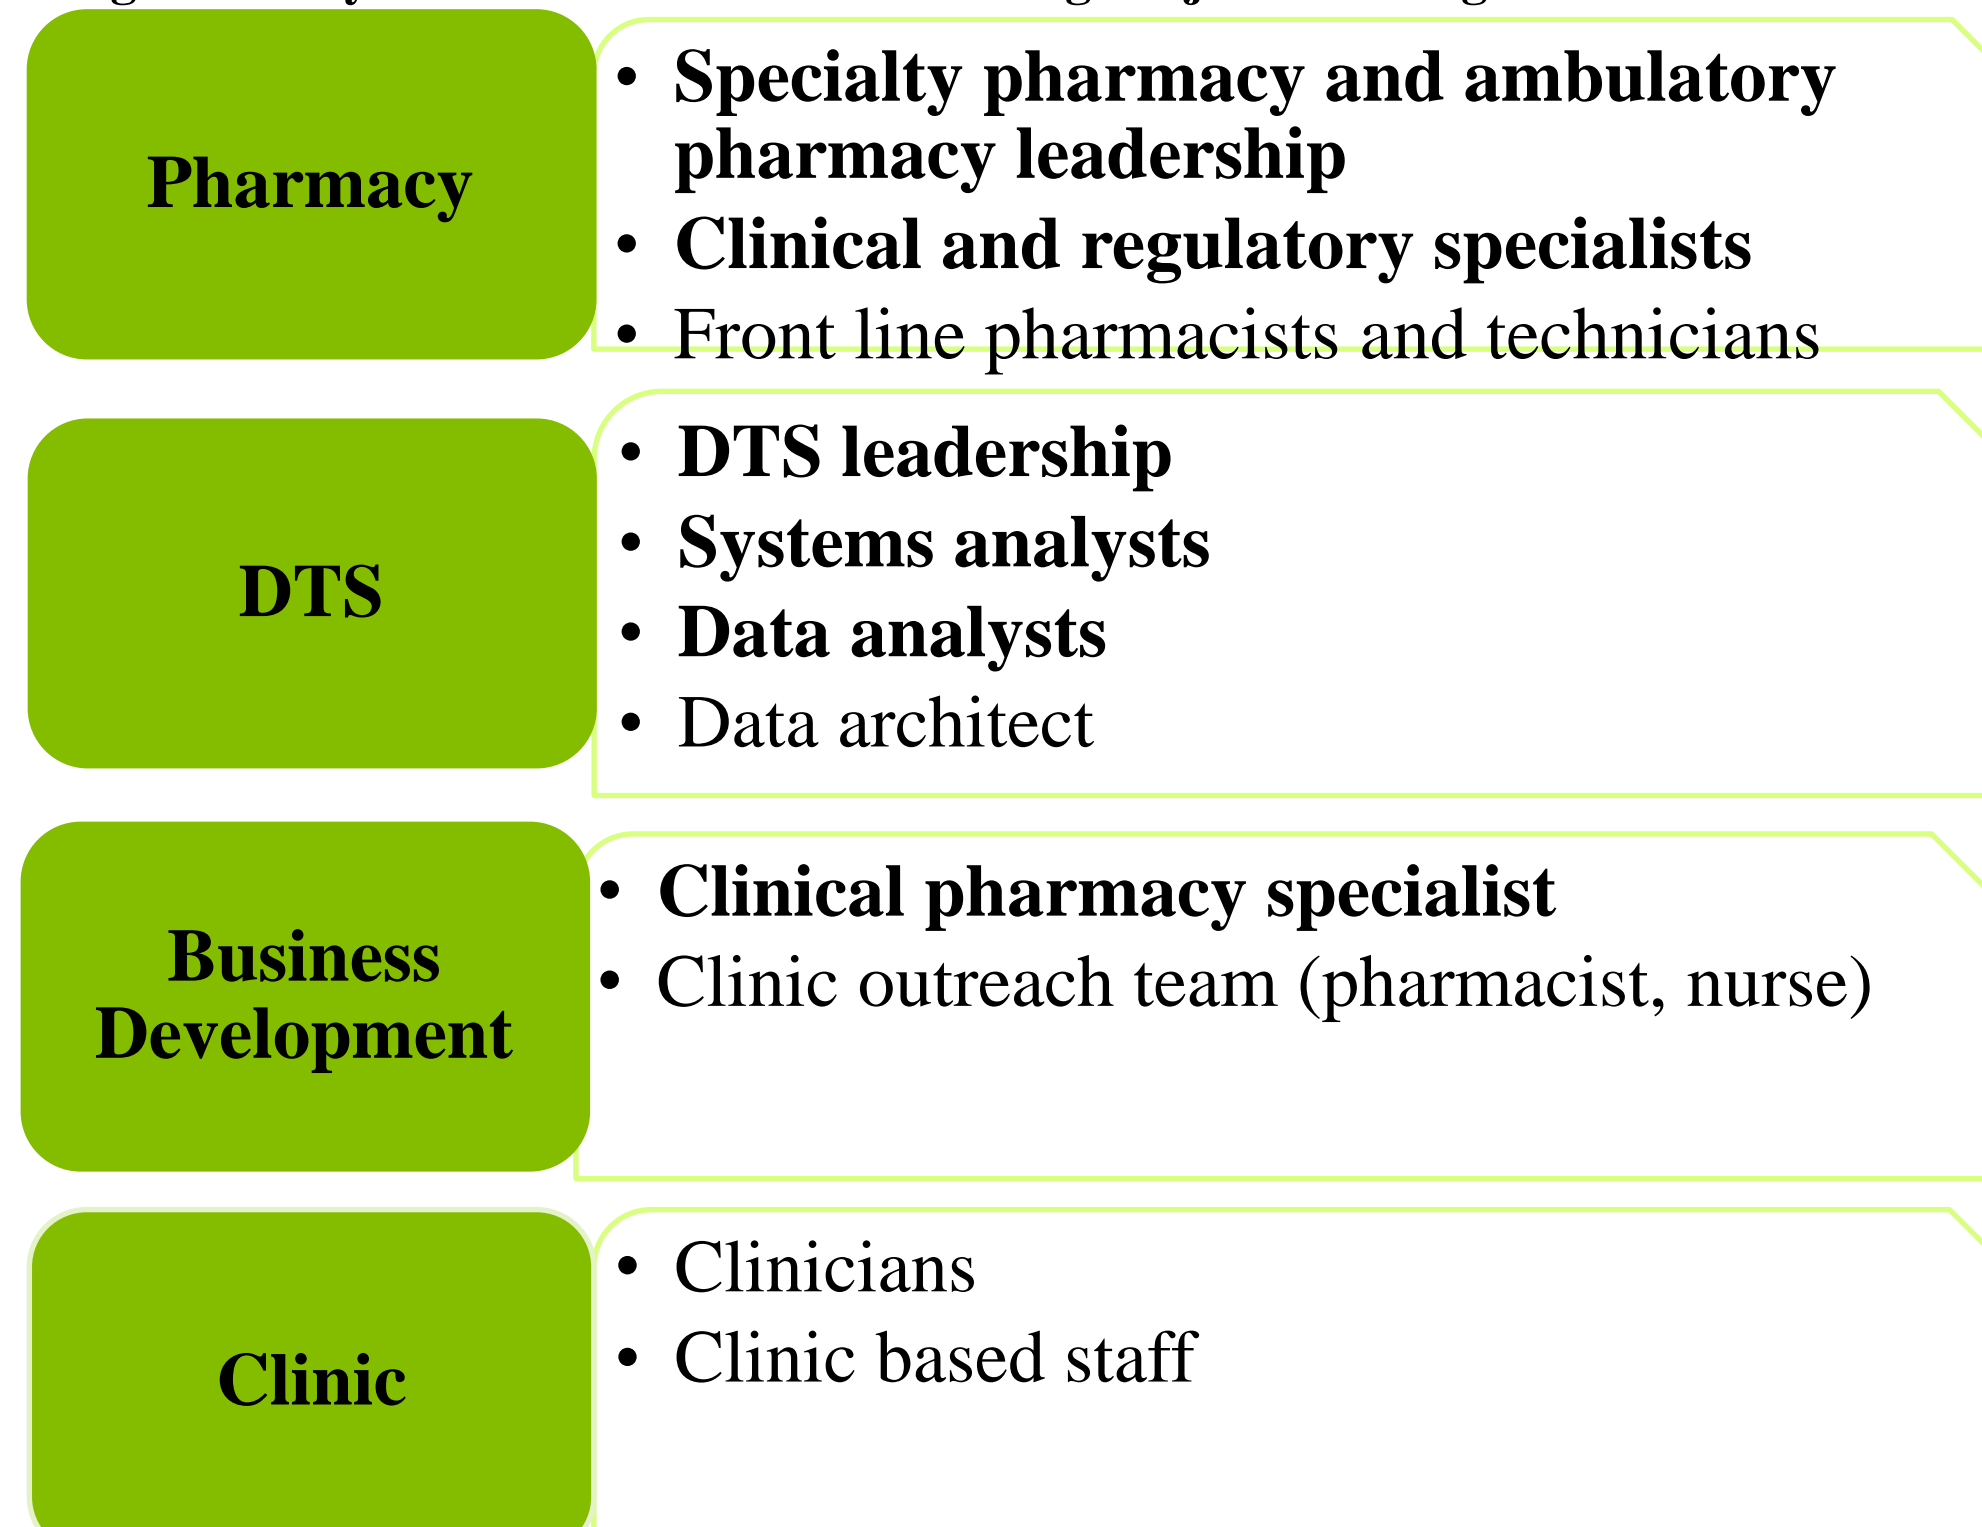 Pharmacy
• Specialty pharmacy and ambulatory
pharmacy leadership
• Clinical and regulatory specialists
• Front line pharmacists and technicians
DTS
• DTS leadership
• Systems analysts
• Data analysts
• Data architect
Business
Development
• Clinical pharmacy specialist
• Clinic outreach team (pharmacist, nurse)
Clinic
• Clinicians
• Clinic based staff